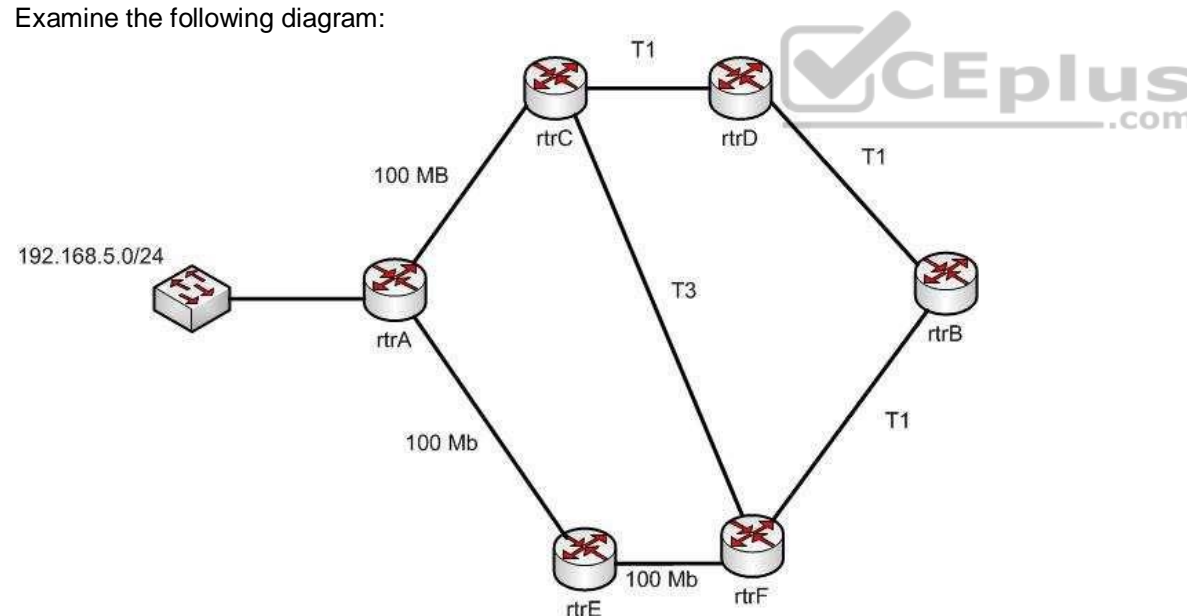 Examine the following diagram:
CEplus
.com
T1
rtrC
rtrD
T1
100 MB
192.168.5.0/24
T3
rtrA
rtrB
T1
100 Mb
100 Mb
rtrE
rtrF